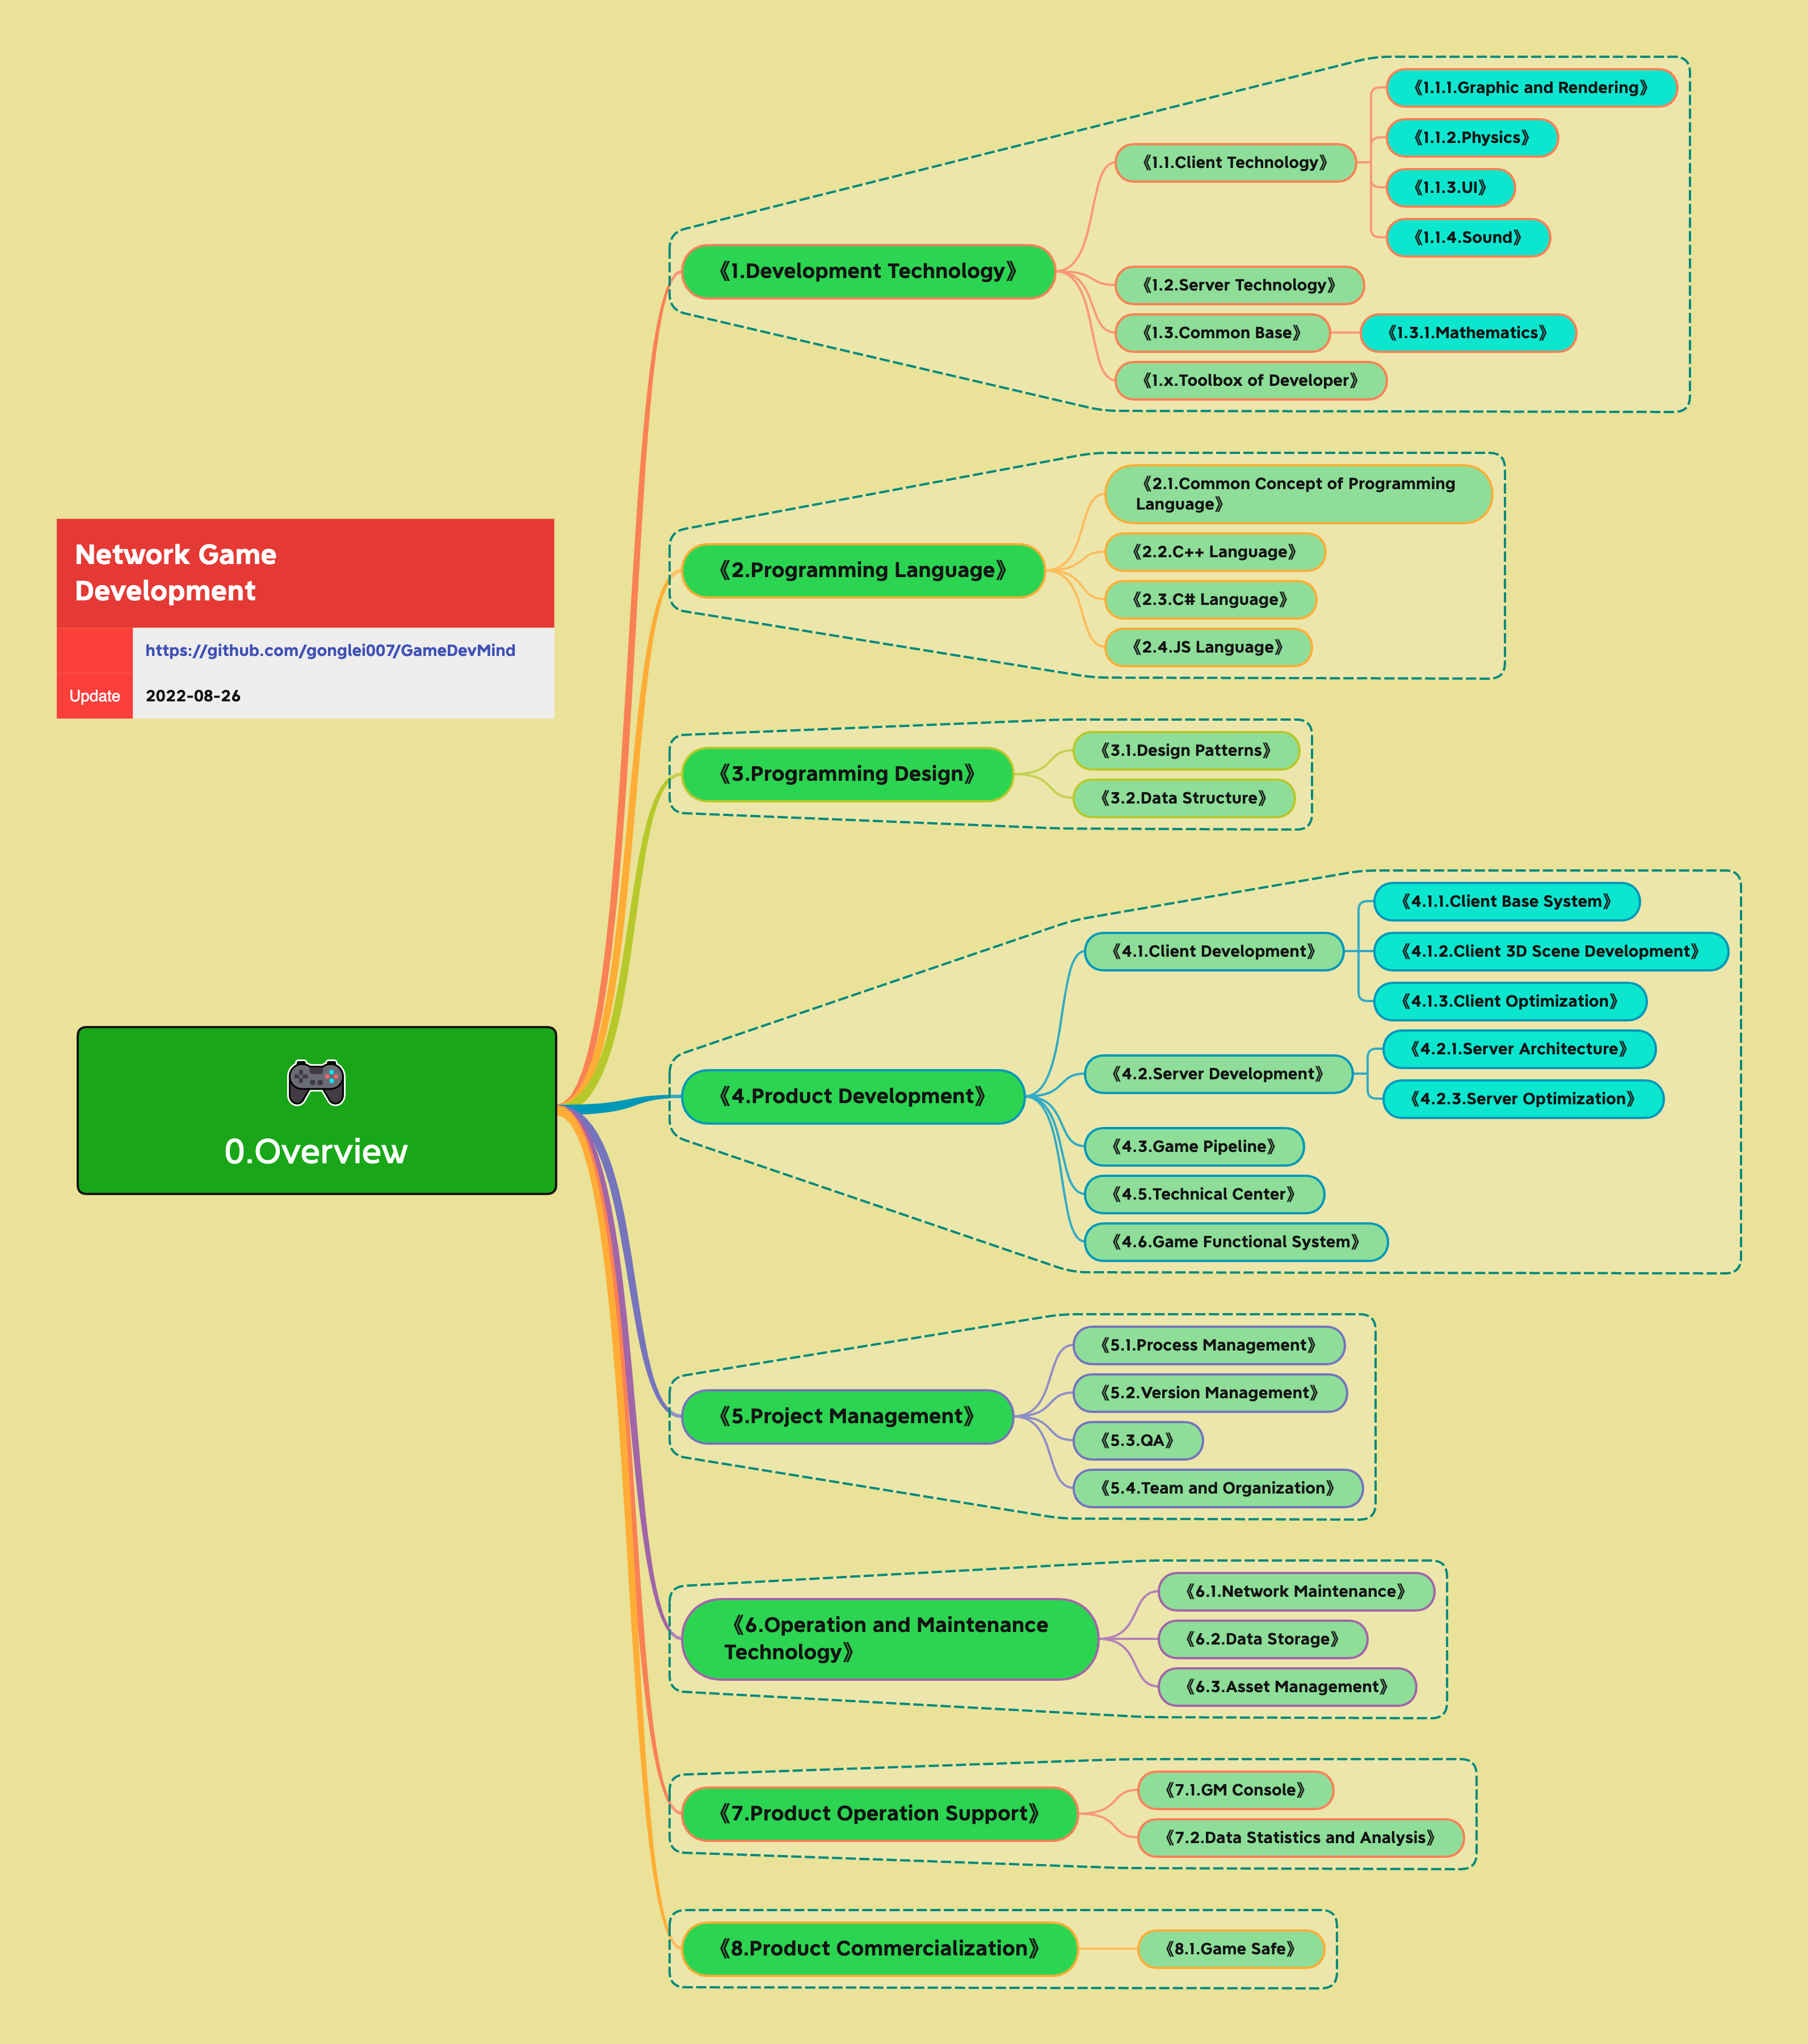 Network Game
Development
https://github.com/gonglei007/GameDevMind
Update 2022-08-26
0.Overview
《1.Development Technology》
《1.1.Client Technology》
《1.1.1.Graphic and Rendering》
《1.1.2.Physics》
《1.1.3.UI》
《1.1.4.Sound》
《1.2.Server Technology》
《1.3.Common Base》
《1.3.1.Mathematics》
《1.x.Toolbox of Developer》
《2.Programming Language》
《2.1.Common Concept of Programming
Language》
《2.2.C++ Language》
《2.3.C# Language》
《2.4.JS Language》
《3.Programming Design》
《3.1.Design Patterns》
《3.2.Data Structure》
《4.Product Development》
《4.1.Client Development》
《4.1.1.Client Base System》
《4.1.2.Client 3D Scene Development》
《4.1.3.Client Optimization》
《4.2.Server Development》
《4.2.1.Server Architecture》
《4.2.3.Server Optimization》
《4.3.Game Pipeline》
《4.5.Technical Center》
《4.6.Game Functional System》
《5.Project Management》
《5.1.Process Management》
《5.2.Version Management》
《5.3.QA》
《5.4.Team and Organization》
《6.Operation and Maintenance
Technology》
《6.1.Network Maintenance》
《6.2.Data Storage》
《6.3.Asset Management》
《7.Product Operation Support》
《7.1.GM Console》
《7.2.Data Statistics and Analysis》
《8.Product Commercialization》
《8.1.Game Safe》